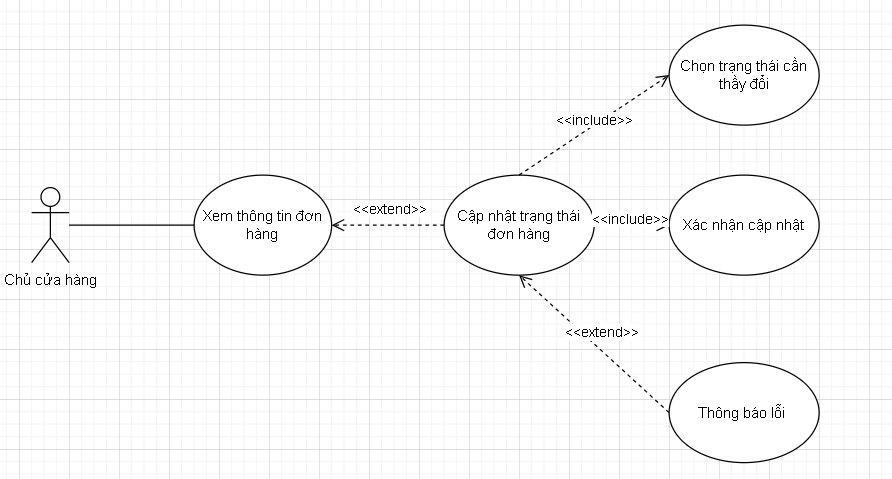 Chọn trạng thái cần
thầy đổi
<<include>>
Xem thông tin đơn
hàng
<<extend>>
Cập nhật trạng thái
đơn hàng
<<include>>
Xác nhận cập nhật
Chủ cửa hàng
<<extend>>
Thông báo lỗi